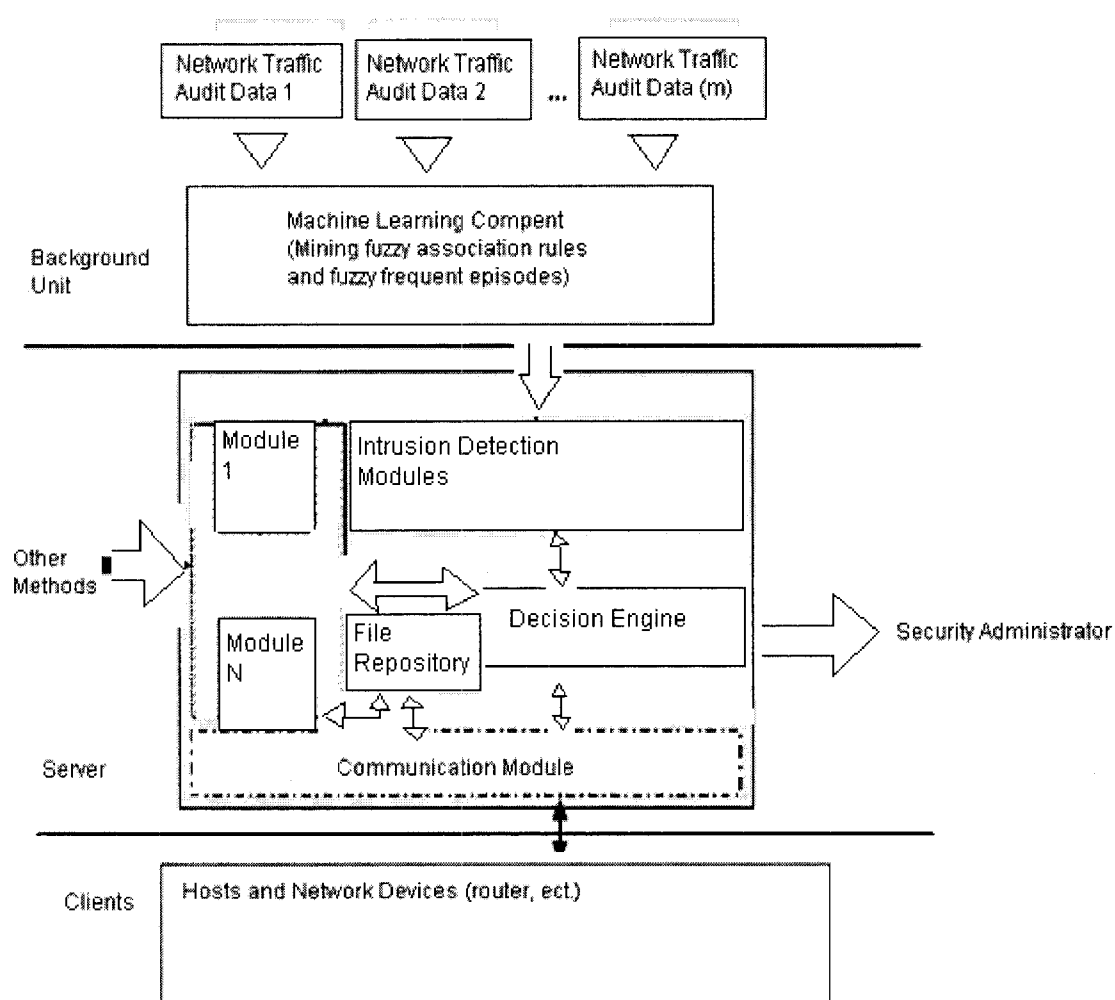 Network Traffic
Audit Data 1
Network Traffic
Audit Data 2
...
Network Traffic
Audit Data (m)
Machine Learning Compent
(Mining fuzzy association rules
and fuzzy frequent episodes)
Background
Unit
Module
1
Intrusion Detection
Modules
Other
Methods
Decision Engine
File
Repository
Module
N
Security Administrator
Server
Communication Module
Clients
Hosts and Network Devices (router, ect.)